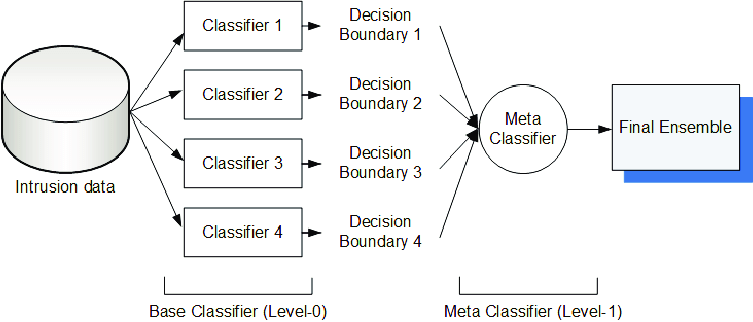 Classifier 1
Decision
Boundary 1
Classifier 2
Decision
Boundary 2
Classifier 3
Decision
Boundary 3
Classifier 4
Decision
Boundary 4
Intrusion data
Meta
Classifier
Final Ensemble
Base Classifier (Level-0)
Meta Classifier (Level-1)